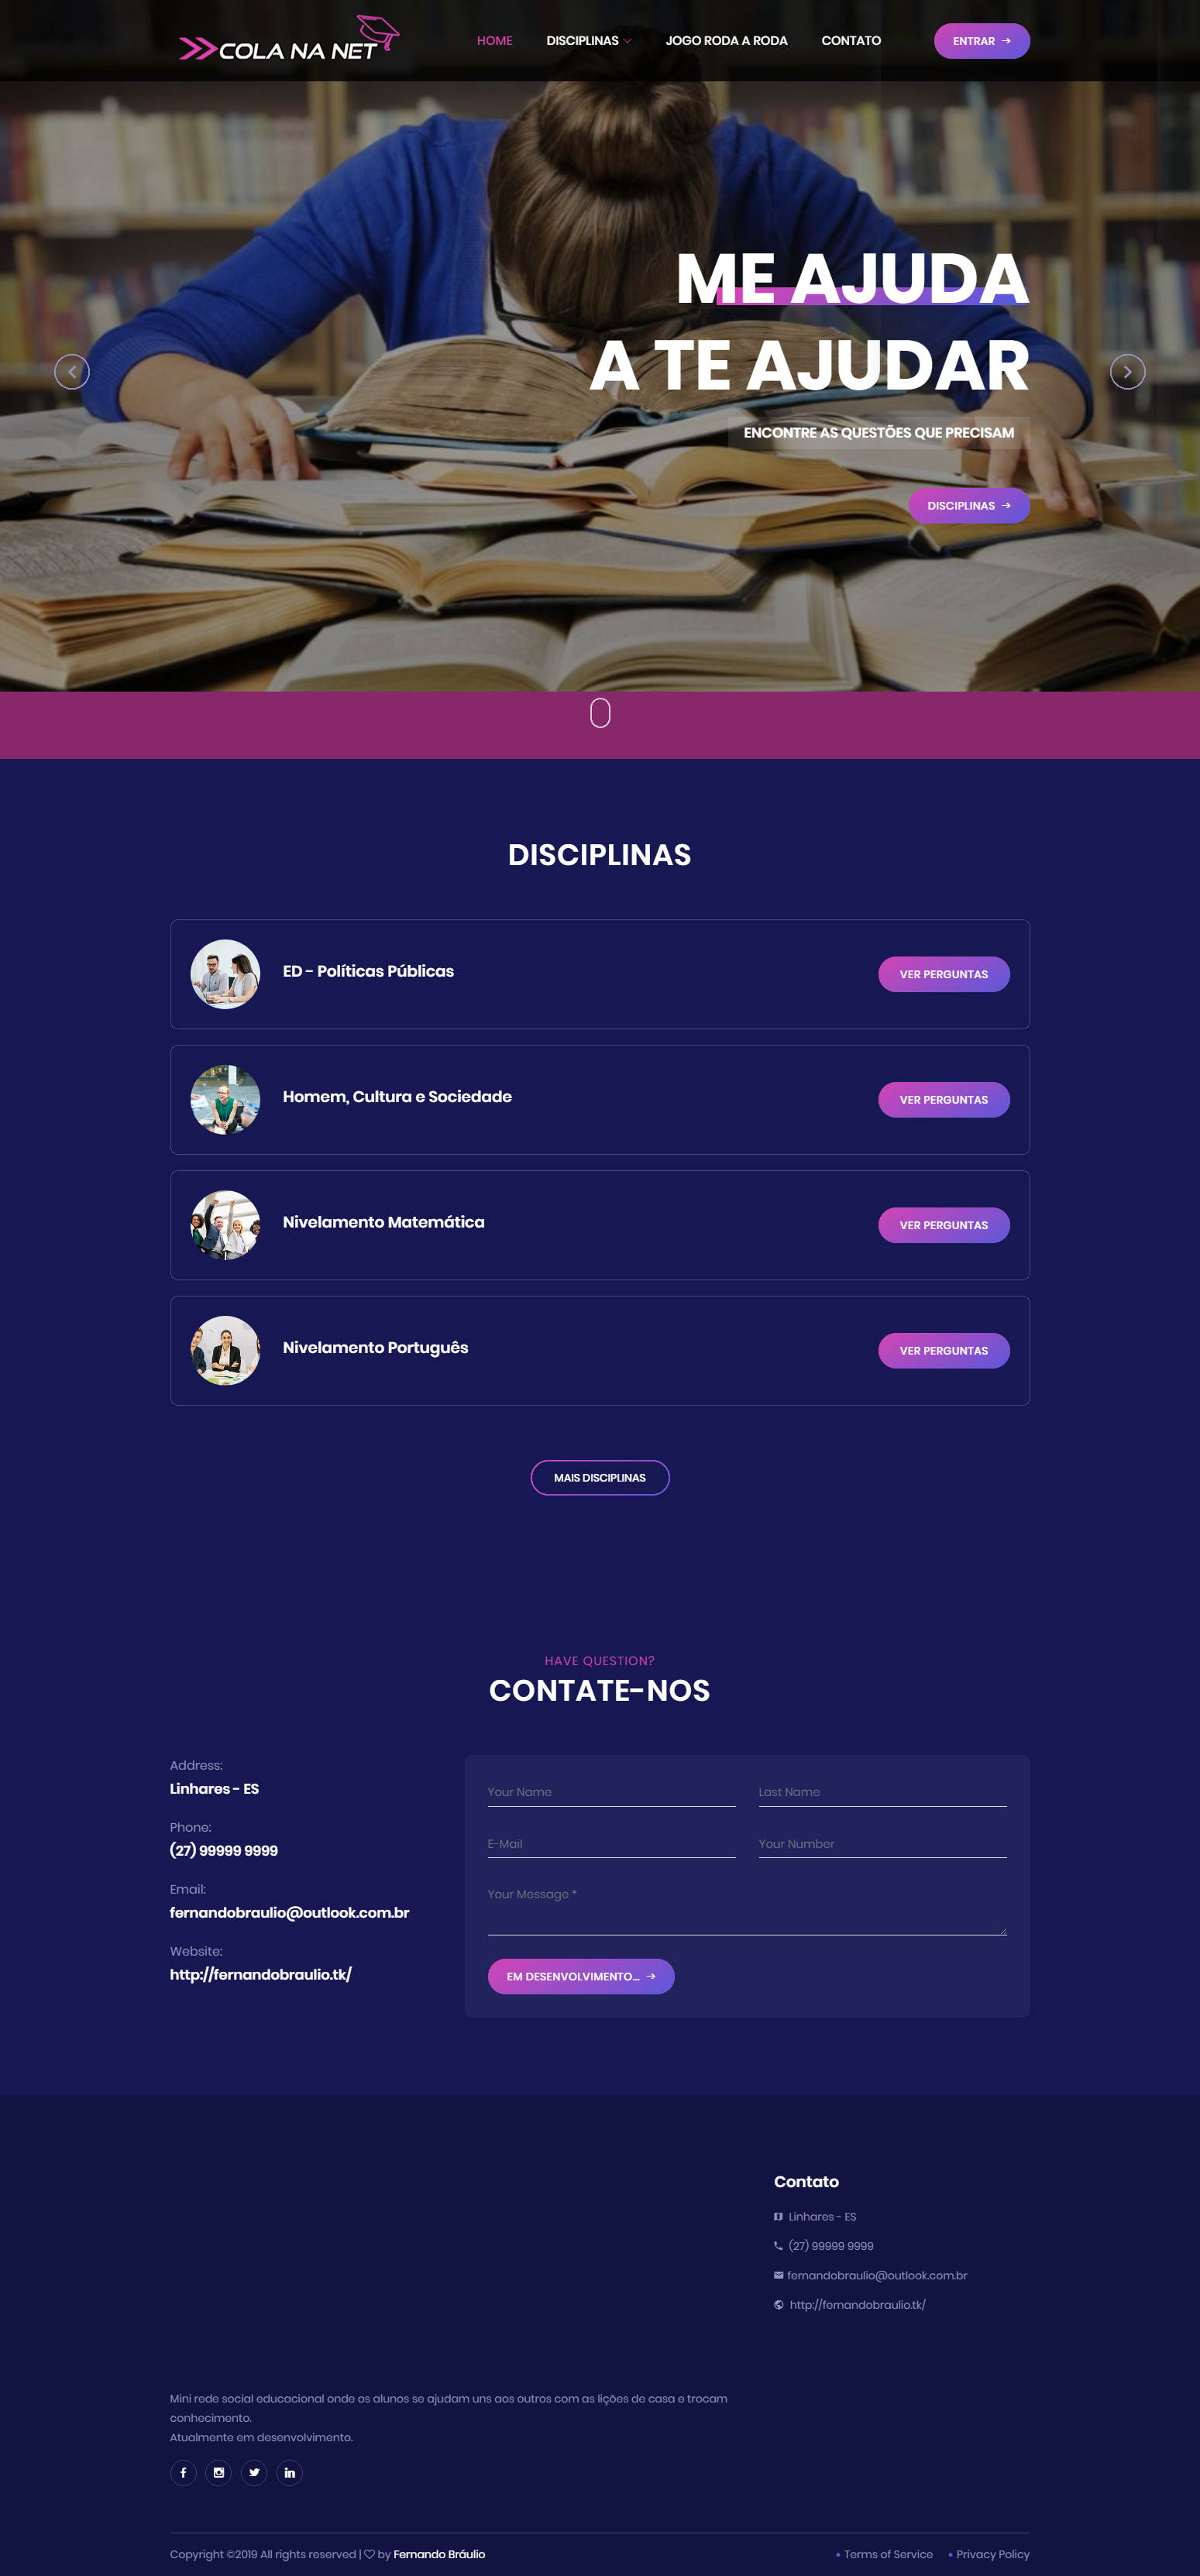 COLA NA NET
HOME
DISCIPLINAS
JOGO RODA A RODA
CONTATO
ENTRAR
ME AJUDA
A TE AJUDAR
ENCONTRE AS QUESTÕES QUE PRECISAM
DISCIPLINAS
DISCIPLINAS
ED - Políticas Públicas
VER PERGUNTAS
Homem, Cultura e Sociedade
VER PERGUNTAS
Nivelamento Matemática
VER PERGUNTAS
Nivelamento Português
VER PERGUNTAS
MAIS DISCIPLINAS
HAVE QUESTION?
CONTATE-NOS
Address:
Linhares - ES
Phone:
(27) 99999 9999
Email:
fernandobraulio@outlook.com.br
Website:
http://fernandobraulio.tk/
Your Name
Last Name
E-Mail
Your Number
Your Message *
EM DESENVOLVIMENTO...
Contato
Linhares - ES
(27) 99999 9999
fernandobraulio@outlook.com.br
http://fernandobraulio.tk/
Mini rede social educacional onde os alunos se ajudam uns aos outros com as lições de casa e trocam
conhecimento.
Atualmente em desenvolvimento.
Copyright ©2019 All rights reserved | ♡ by Fernando Bráulio
• Terms of Service • Privacy Policy